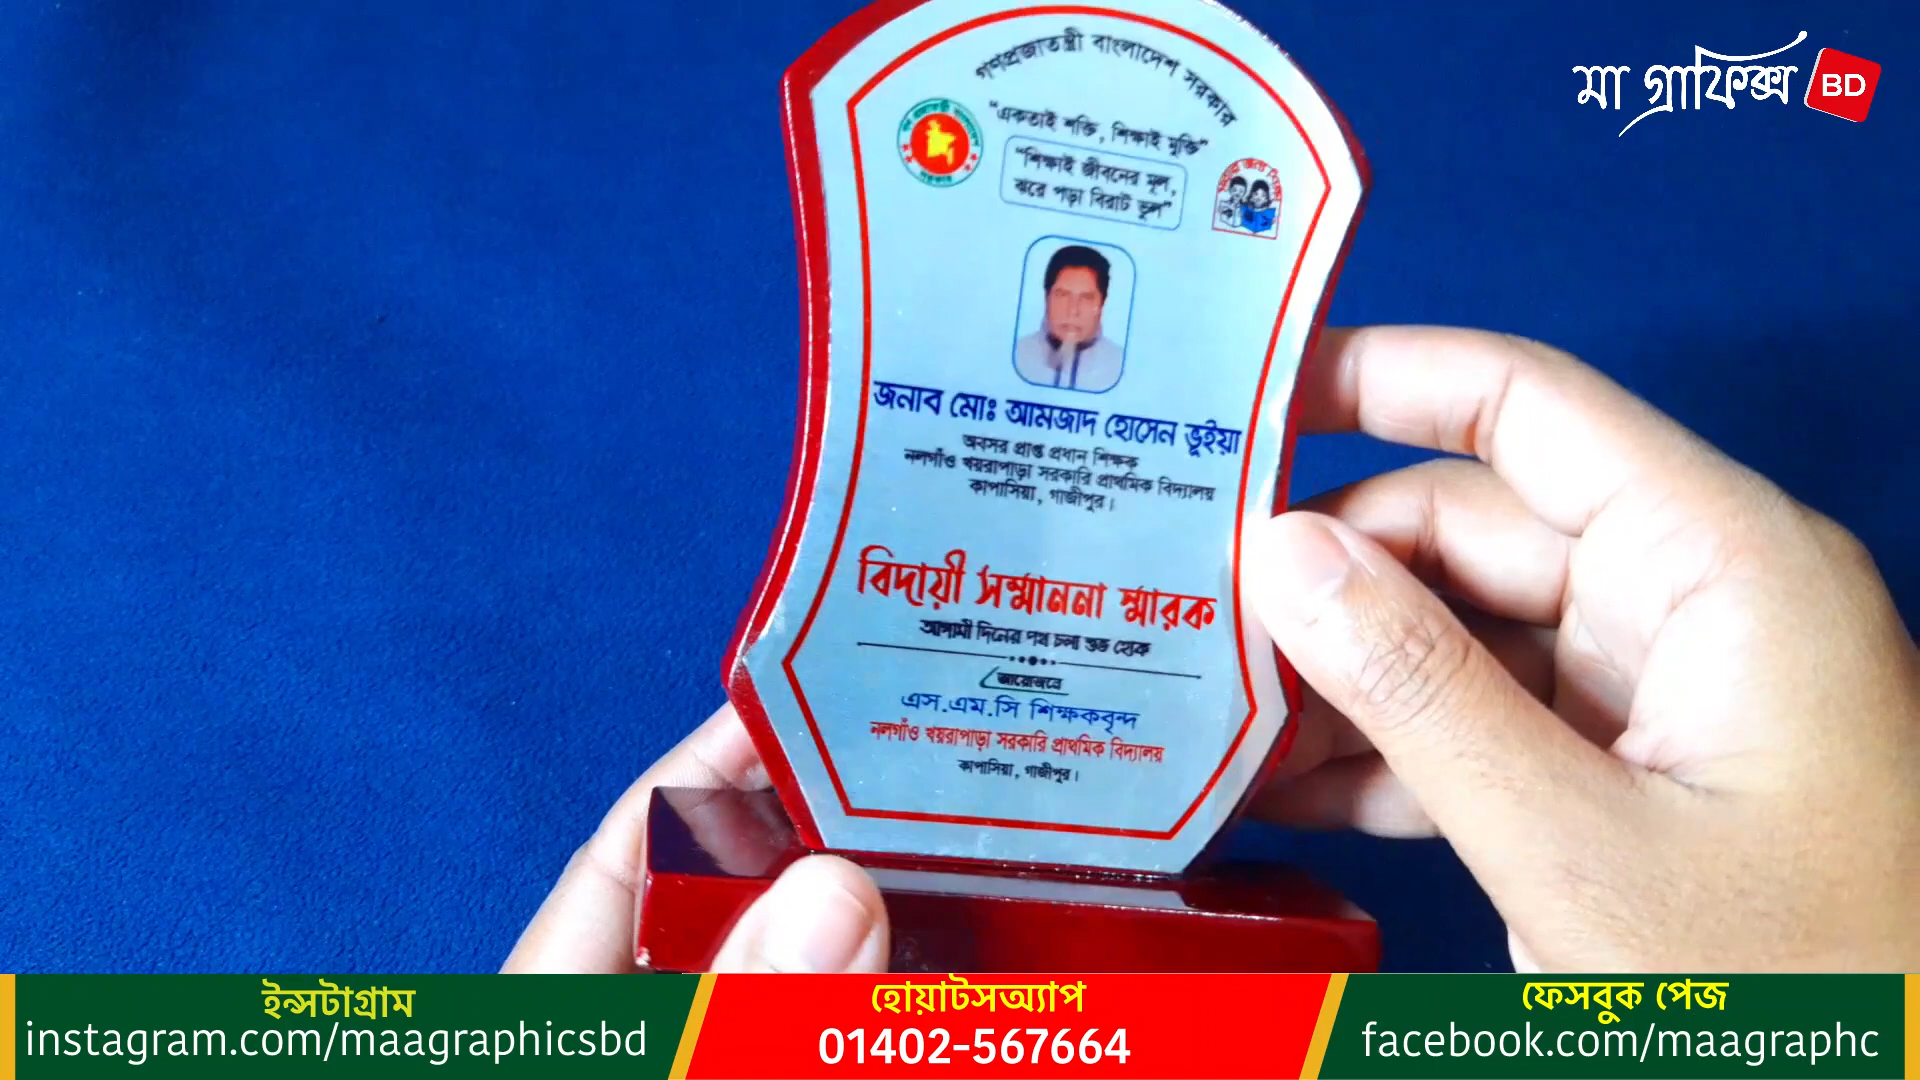 মা গ্রাফিক্স BD
গণপ্রজাতন্ত্রী বাংলাদেশ সরকার
“একতাই শক্তি, শিক্ষাই মুক্তি”
“শিক্ষাই জীবনের মূল,
ঝরে পড়া বিরাট ভুল”
জনাব মোঃ আমজাদ হোসেন ভূইয়া
অবসর প্রাপ্ত প্রধান শিক্ষক
নলগাঁও খয়রাপাড়া সরকারি প্রাথমিক বিদ্যালয়
কাপাসিয়া, গাজীপুর।
বিদায়ী সম্মাননা স্মারক
আগামী দিনের পথ চলা শুভ হোক
আয়োজনে
এস.এম.সি শিক্ষকবৃন্দ
নলগাঁও খয়রাপাড়া সরকারি প্রাথমিক বিদ্যালয়
কাপাসিয়া, গাজীপুর।
ইন্সটাগ্রাম
instagram.com/maagraphicsbd
হোয়াটসঅ্যাপ
01402-567664
ফেসবুক পেজ
facebook.com/maagraphc